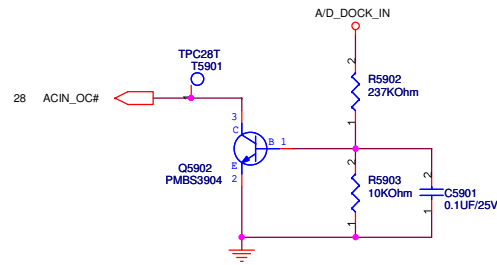 A/D_DOCK_IN
TPC28T
T5901
2
R5902
237KOhm
28 ACIN_OC#
1
3
C
B 1
E
2
Q5902
PMBS3904
2
R5903
10KOhm
1
2
C5901
0.1UF/25V
1